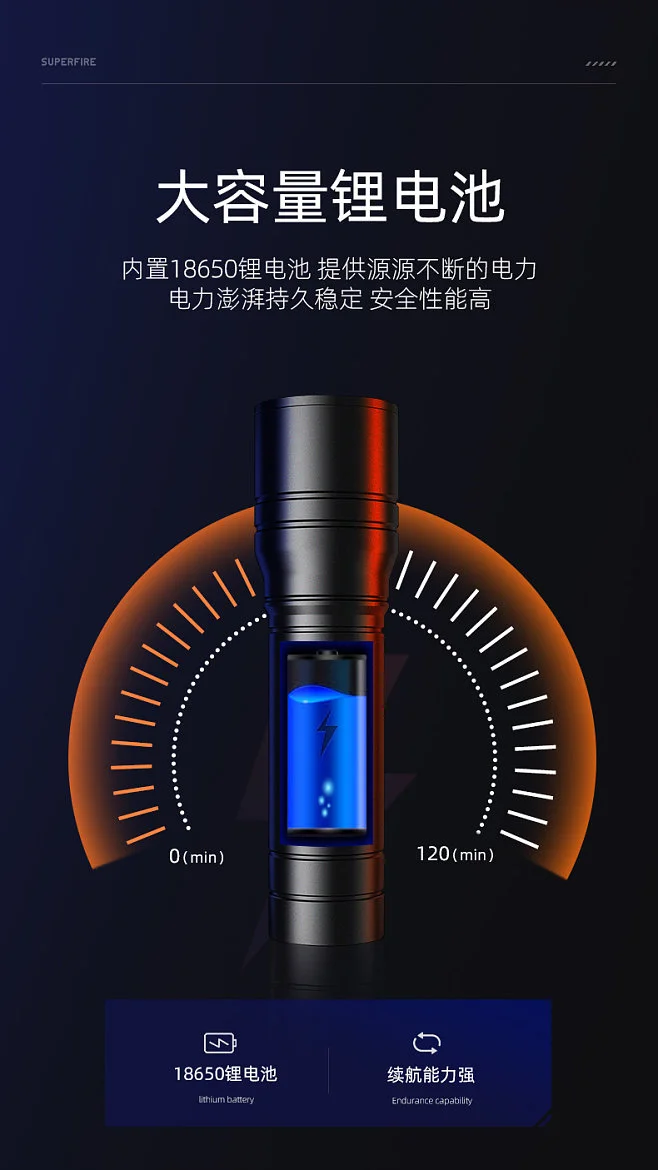 SUPERFIRE
大容量锂电池
内置18650锂电池 提供源源不断的电力
电力澎湃持久稳定 安全性能高
0(min)
120(min)
18650锂电池
lithium battery
续航能力强
Endurance capability